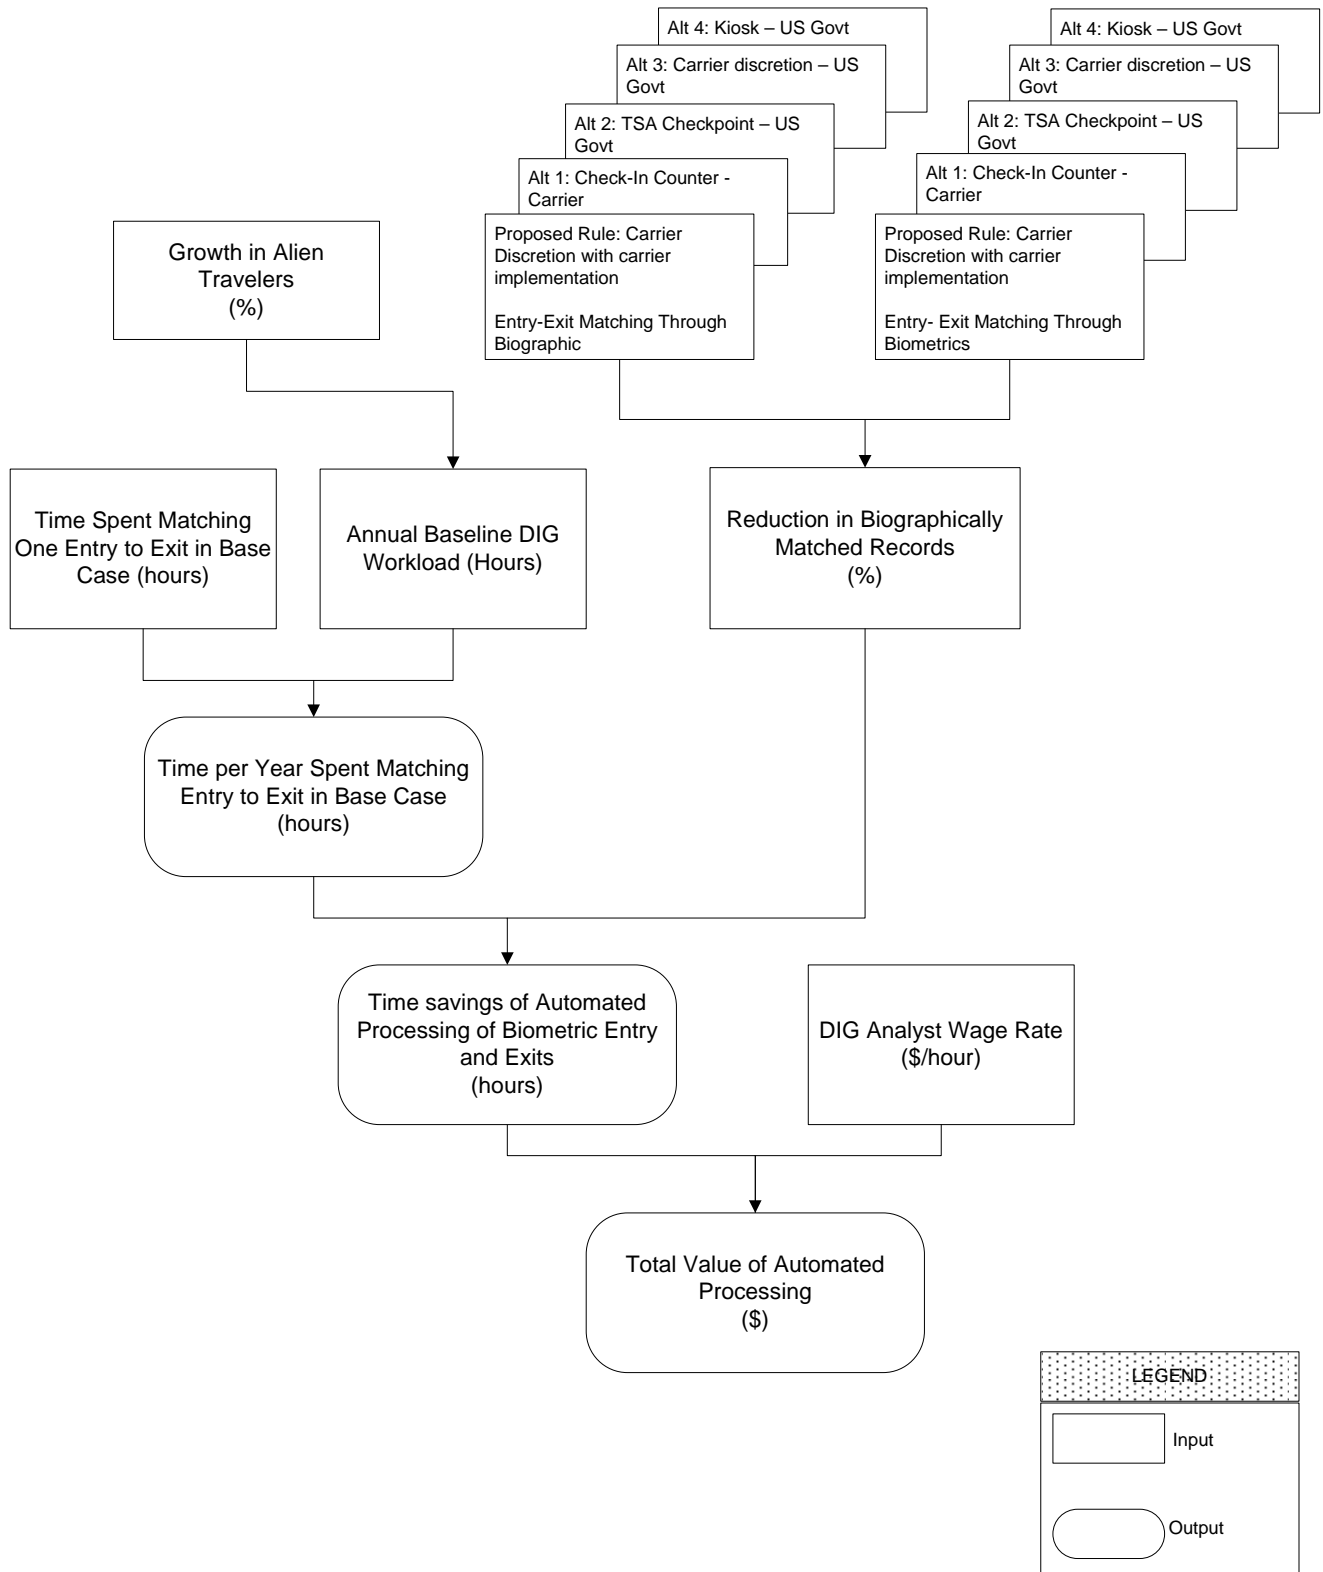 Alt 4: Kiosk – US Govt
Alt 3: Carrier discretion – US
Govt
Alt 2: TSA Checkpoint – US
Govt
Alt 1: Check-In Counter -
Carrier
Proposed Rule: Carrier
Discretion with carrier
implementation
Entry-Exit Matching Through
Biographic
Alt 4: Kiosk – US Govt
Alt 3: Carrier discretion – US
Govt
Alt 2: TSA Checkpoint – US
Govt
Alt 1: Check-In Counter -
Carrier
Proposed Rule: Carrier
Discretion with carrier
implementation
Entry- Exit Matching Through
Biometrics
Growth in Alien
Travelers
(%)
Time Spent Matching
One Entry to Exit in Base
Case (hours)
Annual Baseline DIG
Workload (Hours)
Reduction in Biographically
Matched Records
(%)
Time per Year Spent Matching
Entry to Exit in Base Case
(hours)
Time savings of Automated
Processing of Biometric Entry
and Exits
(hours)
DIG Analyst Wage Rate
($/hour)
Total Value of Automated
Processing
($)
LEGEND
Input
Output